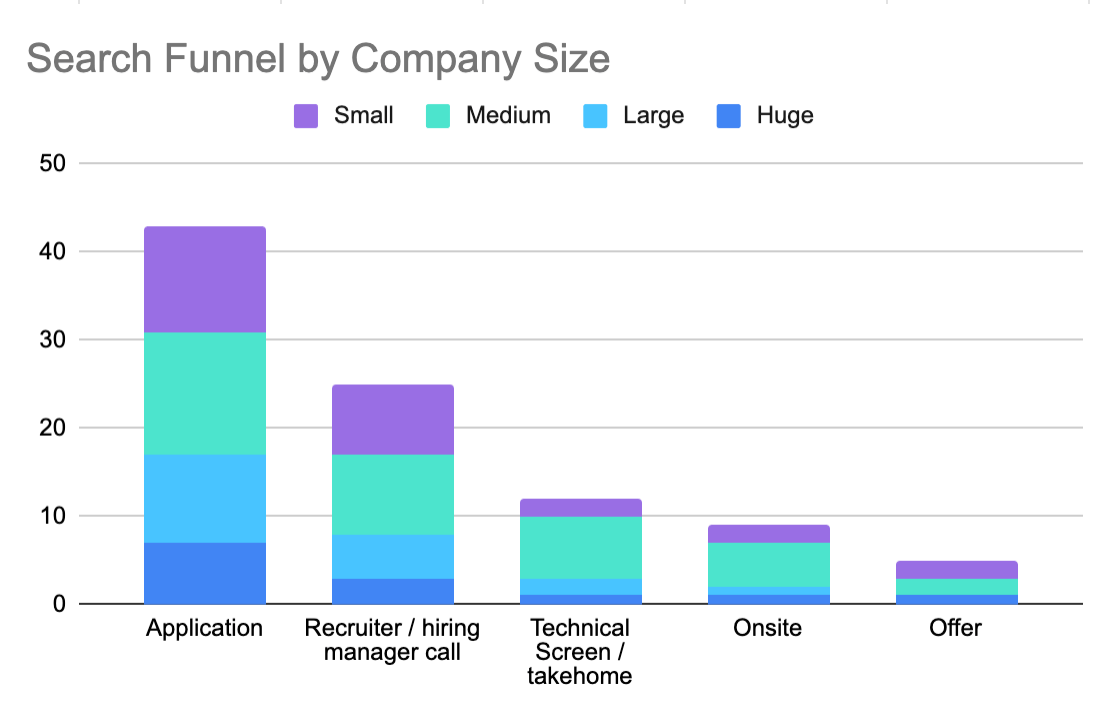 Search Funnel by Company Size
Small Medium Large Huge
50
40
30
20
10
0
Application
Recruiter / hiring
manager call
Technical
Screen /
takehome
Onsite
Offer